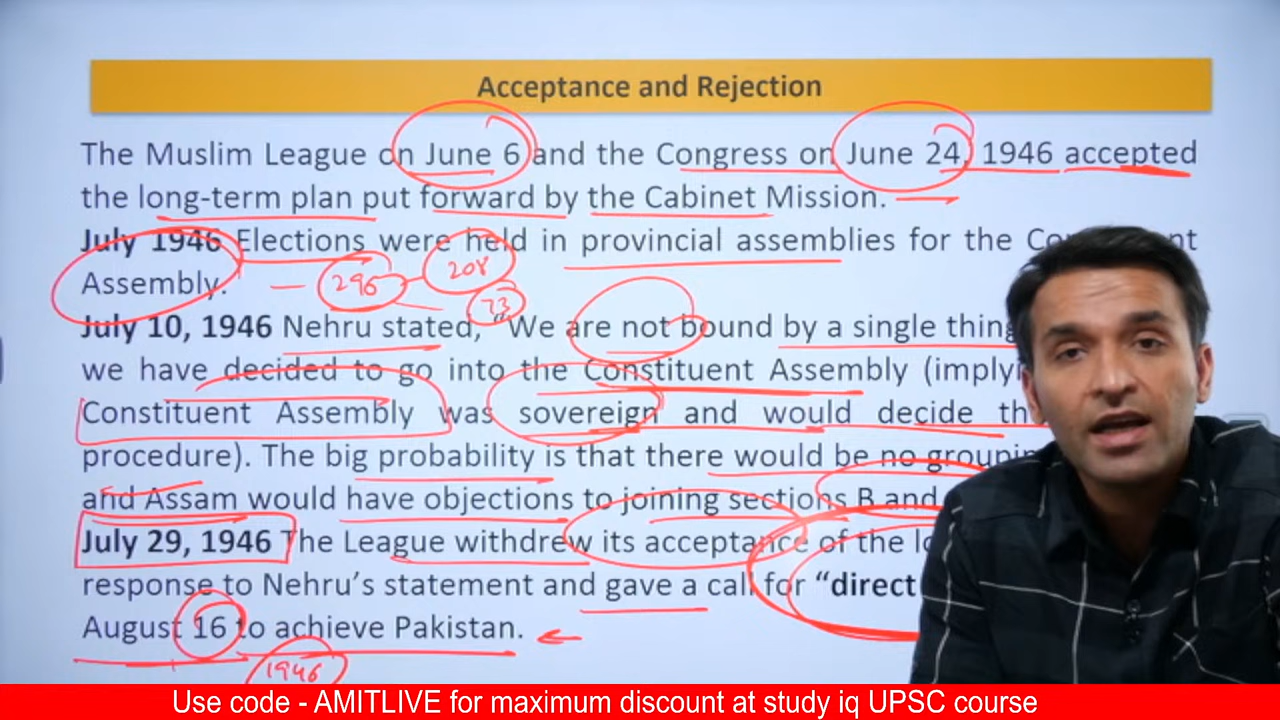 Acceptance and Rejection
The Muslim League on June 6 and the Congress on June 24, 1946 accepted
the long-term plan put forward by the Cabinet Mission.
July 1946 Elections were held in provincial assemblies for the
Assembly.
296
208
73
July 10, 1946 Nehru stated, "We are not bound by a single thing
we have decided to go into the Constituent Assembly
Constituent Assembly was sovereign and would decide
procedure). The big probability is that there would be no
and Assam would have objections to joining sections B and
July 29, 1946 The League withdrew its acceptance of the
response to Nehru's statement and gave a call for "direct
August 16 to achieve Pakistan.
1946
Use code - AMITLIVE for maximum discount at study iq UPSC course